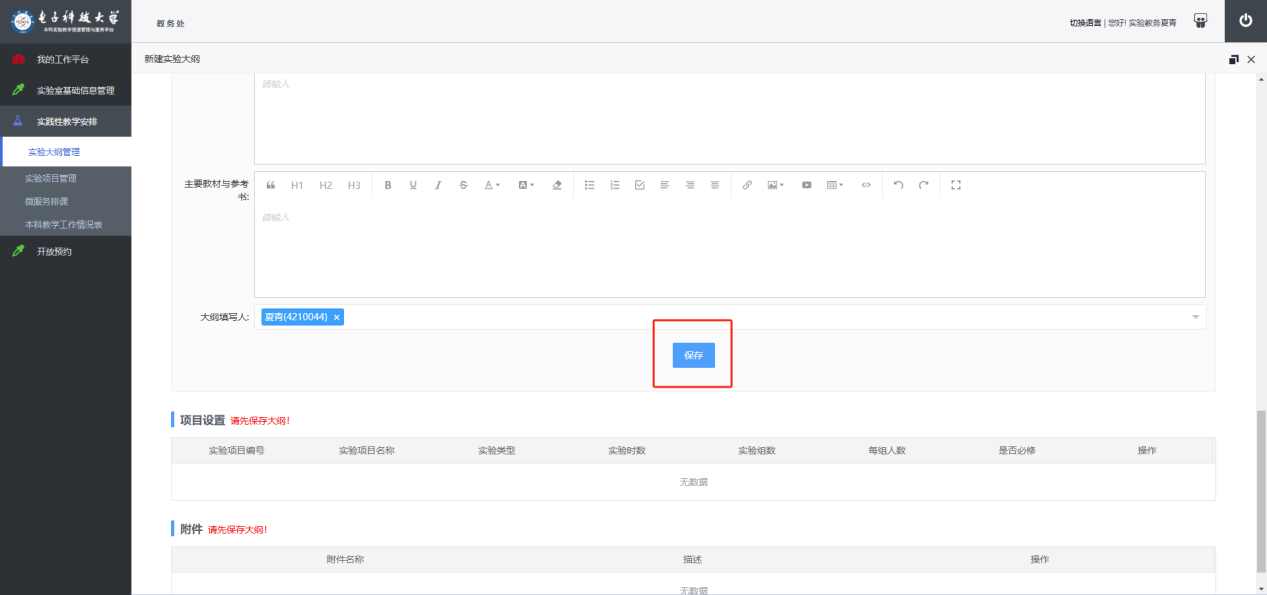 电子科技大学
本科实验教学资源管理与服务平台
教务处
切换语言 | 您好! 实验教务夏青
我的工作平台
实验室基础信息管理
实践性教学安排
实验大纲管理
实验项目管理
微服务排课
本科教学工作情况表
开放预约
新建实验大纲
请输入
主要教材与参考
书:
H1 H2 H3 B U I S A A
请输入
大纲填写人:
夏青(4210044) ×
保存
项目设置 请先保存大纲!
实验项目编号 实验项目名称 实验类型 实验时数 实验组数 每组人数 是否必修 操作
无数据
附件 请先保存大纲!
附件名称 描述 操作
无数据